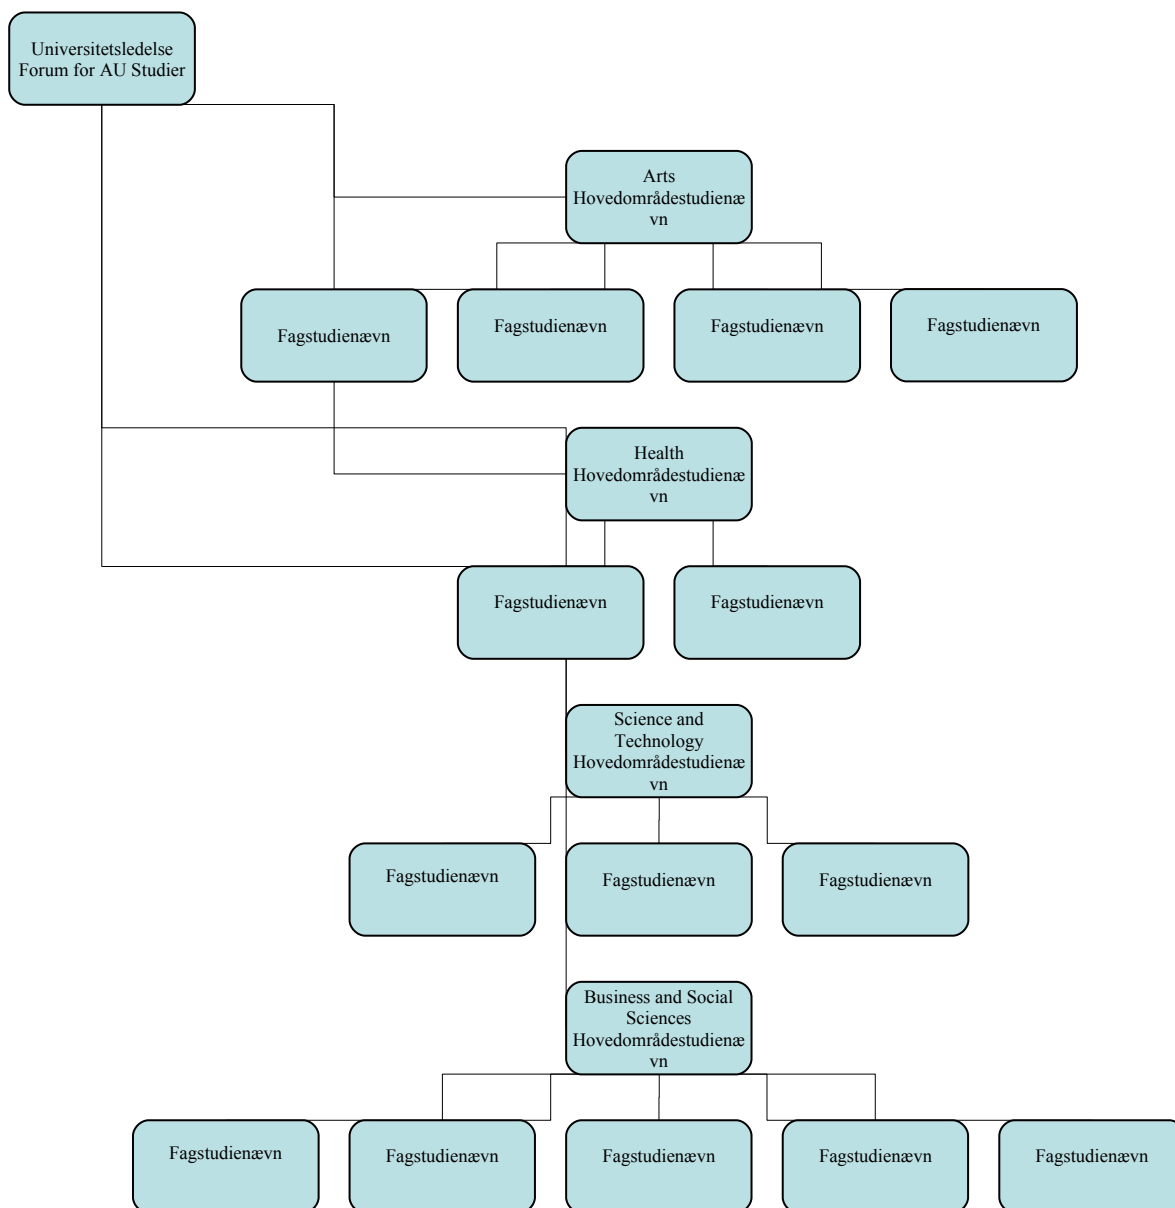 Universitetsledelse
Forum for AU Studier
Arts
Hovedområdestudienæ
vn
Fagstudienævn
Fagstudienævn
Fagstudienævn
Fagstudienævn
Health
Hovedområdestudienæ
vn
Fagstudienævn
Fagstudienævn
Science and
Technology
Hovedområdestudienæ
vn
Fagstudienævn
Fagstudienævn
Fagstudienævn
Business and Social
Sciences
Hovedområdestudienæ
vn
Fagstudienævn
Fagstudienævn
Fagstudienævn
Fagstudienævn
Fagstudienævn